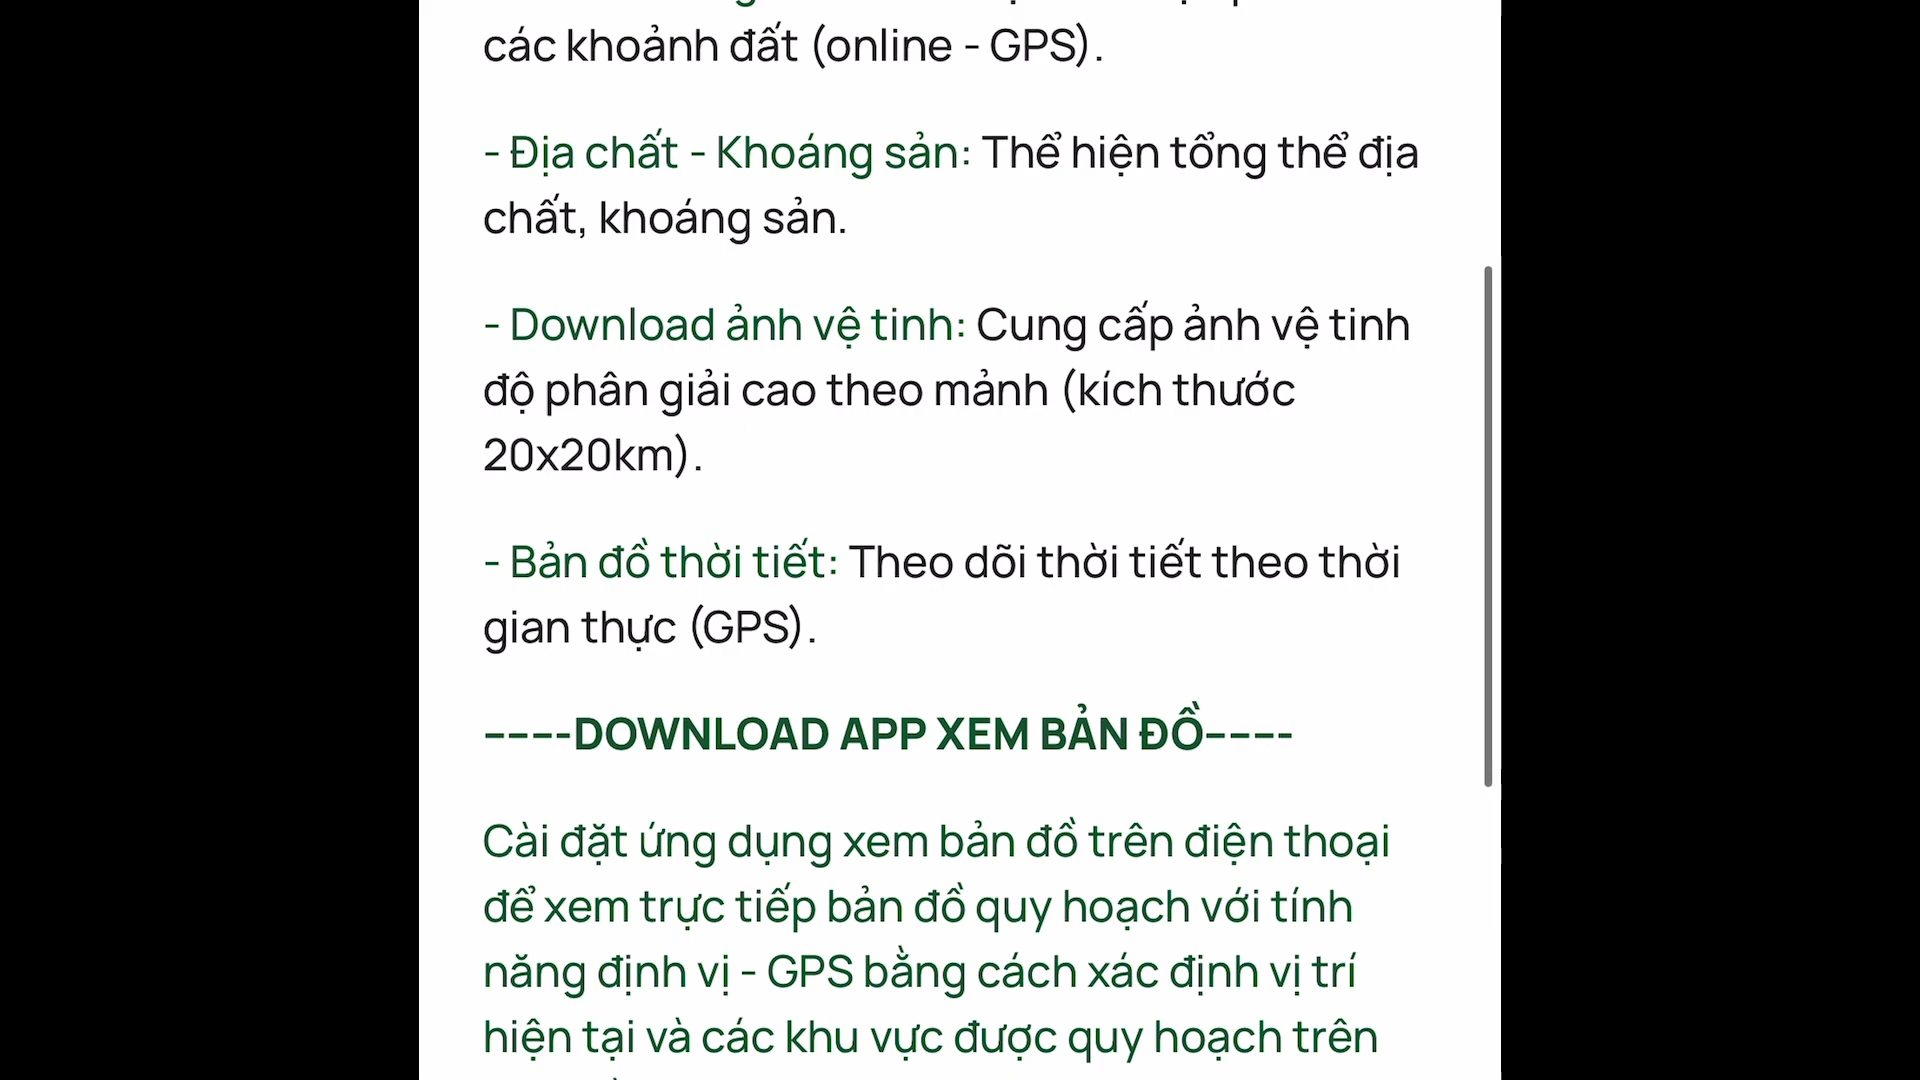 các khoảnh đất (online - GPS).
- Địa chất - Khoáng sản: Thể hiện tổng thể địa
chất, khoáng sản.
- Download ảnh vệ tinh: Cung cấp ảnh vệ tinh
độ phân giải cao theo mảnh (kích thước
20x20km).
- Bản đồ thời tiết: Theo dõi thời tiết theo thời
gian thực (GPS).
-----DOWNLOAD APP XEM BẢN ĐỒ-----
Cài đặt ứng dụng xem bản đồ trên điện thoại
để xem trực tiếp bản đồ quy hoạch với tính
năng định vị - GPS bằng cách xác định vị trí
hiện tại và các khu vực được quy hoạch trên